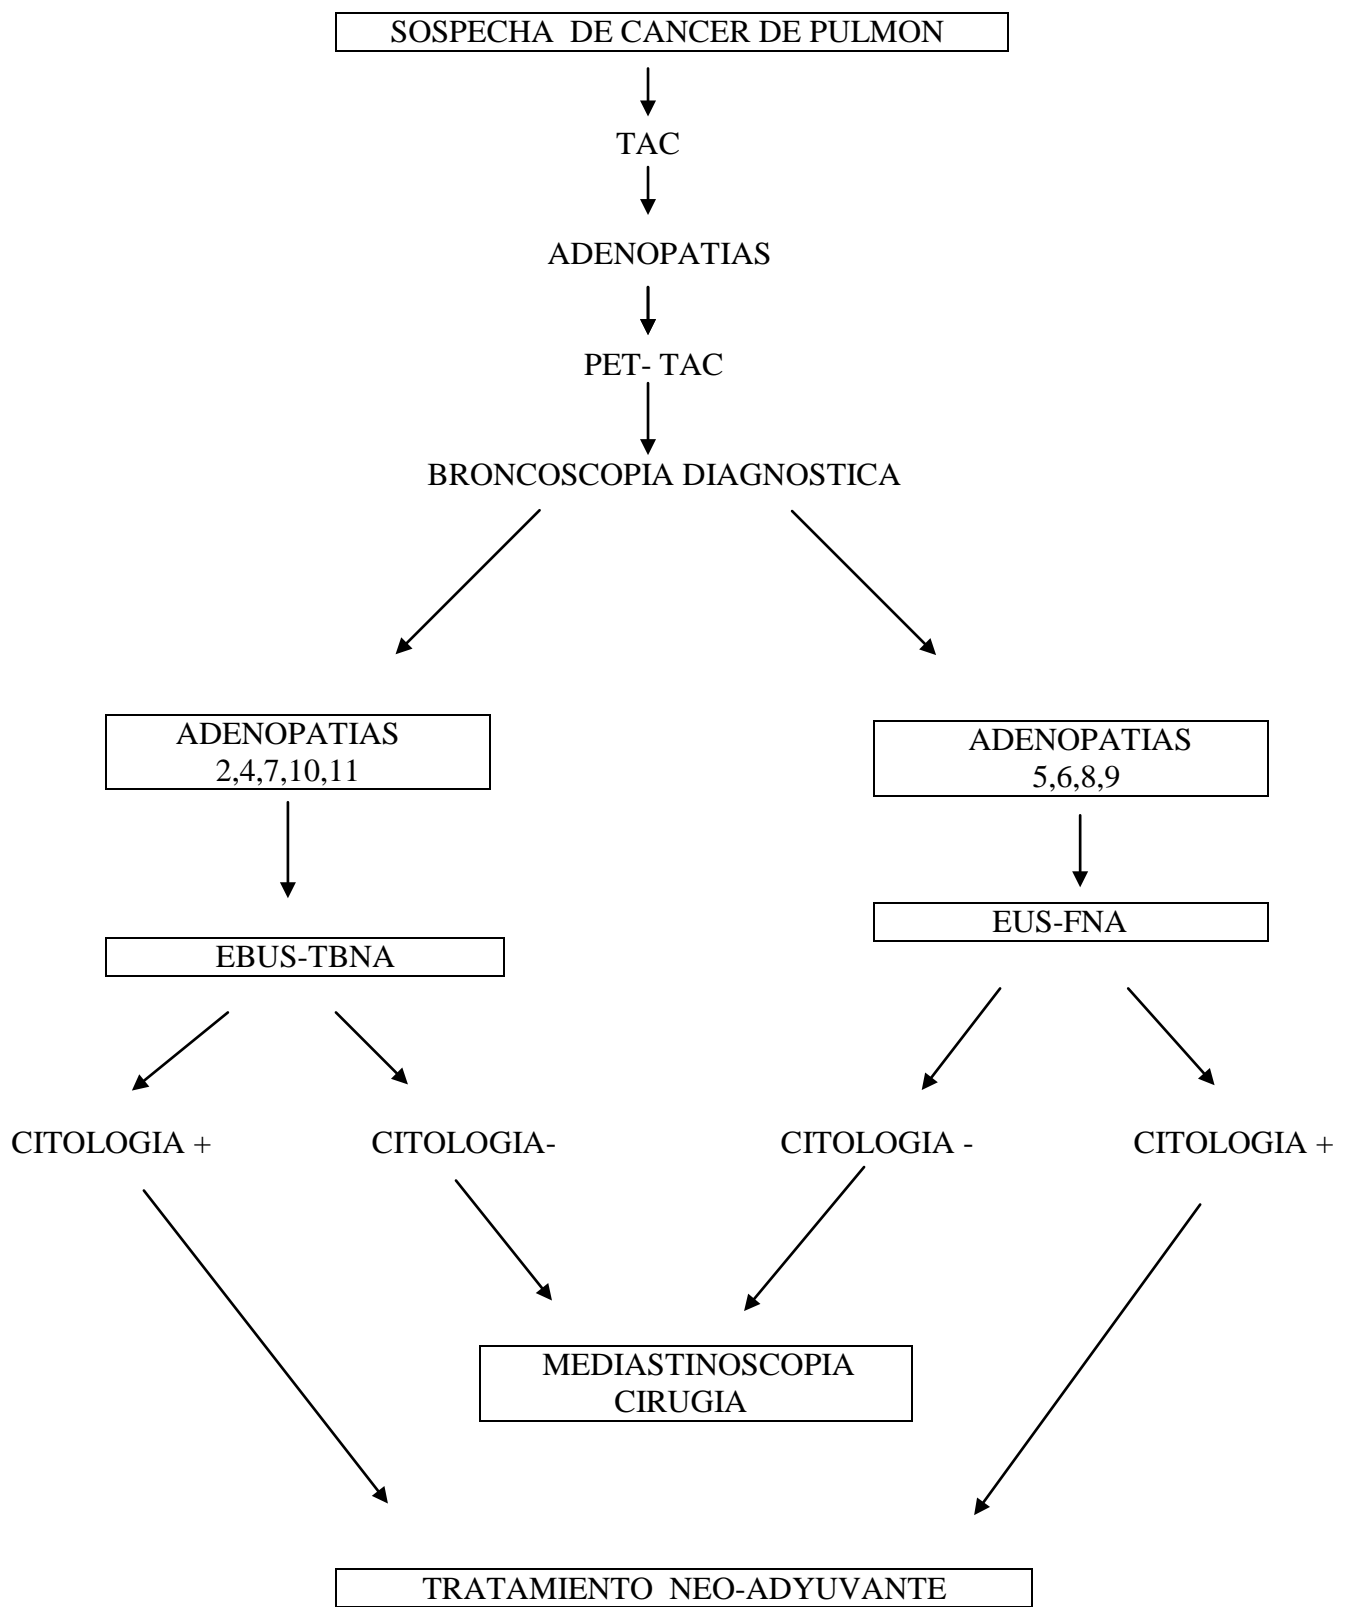 SOSPECHA DE CANCER DE PULMON
TAC
ADENOPATIAS
PET- TAC
BRONCOSCOPIA DIAGNOSTICA
ADENOPATIAS
2,4,7,10,11
ADENOPATIAS
5,6,8,9
EBUS-TBNA
EUS-FNA
CITOLOGIA +
CITOLOGIA-
CITOLOGIA -
CITOLOGIA +
MEDIASTINOSCOPIA
CIRUGIA
TRATAMIENTO NEO-ADYUVANTE